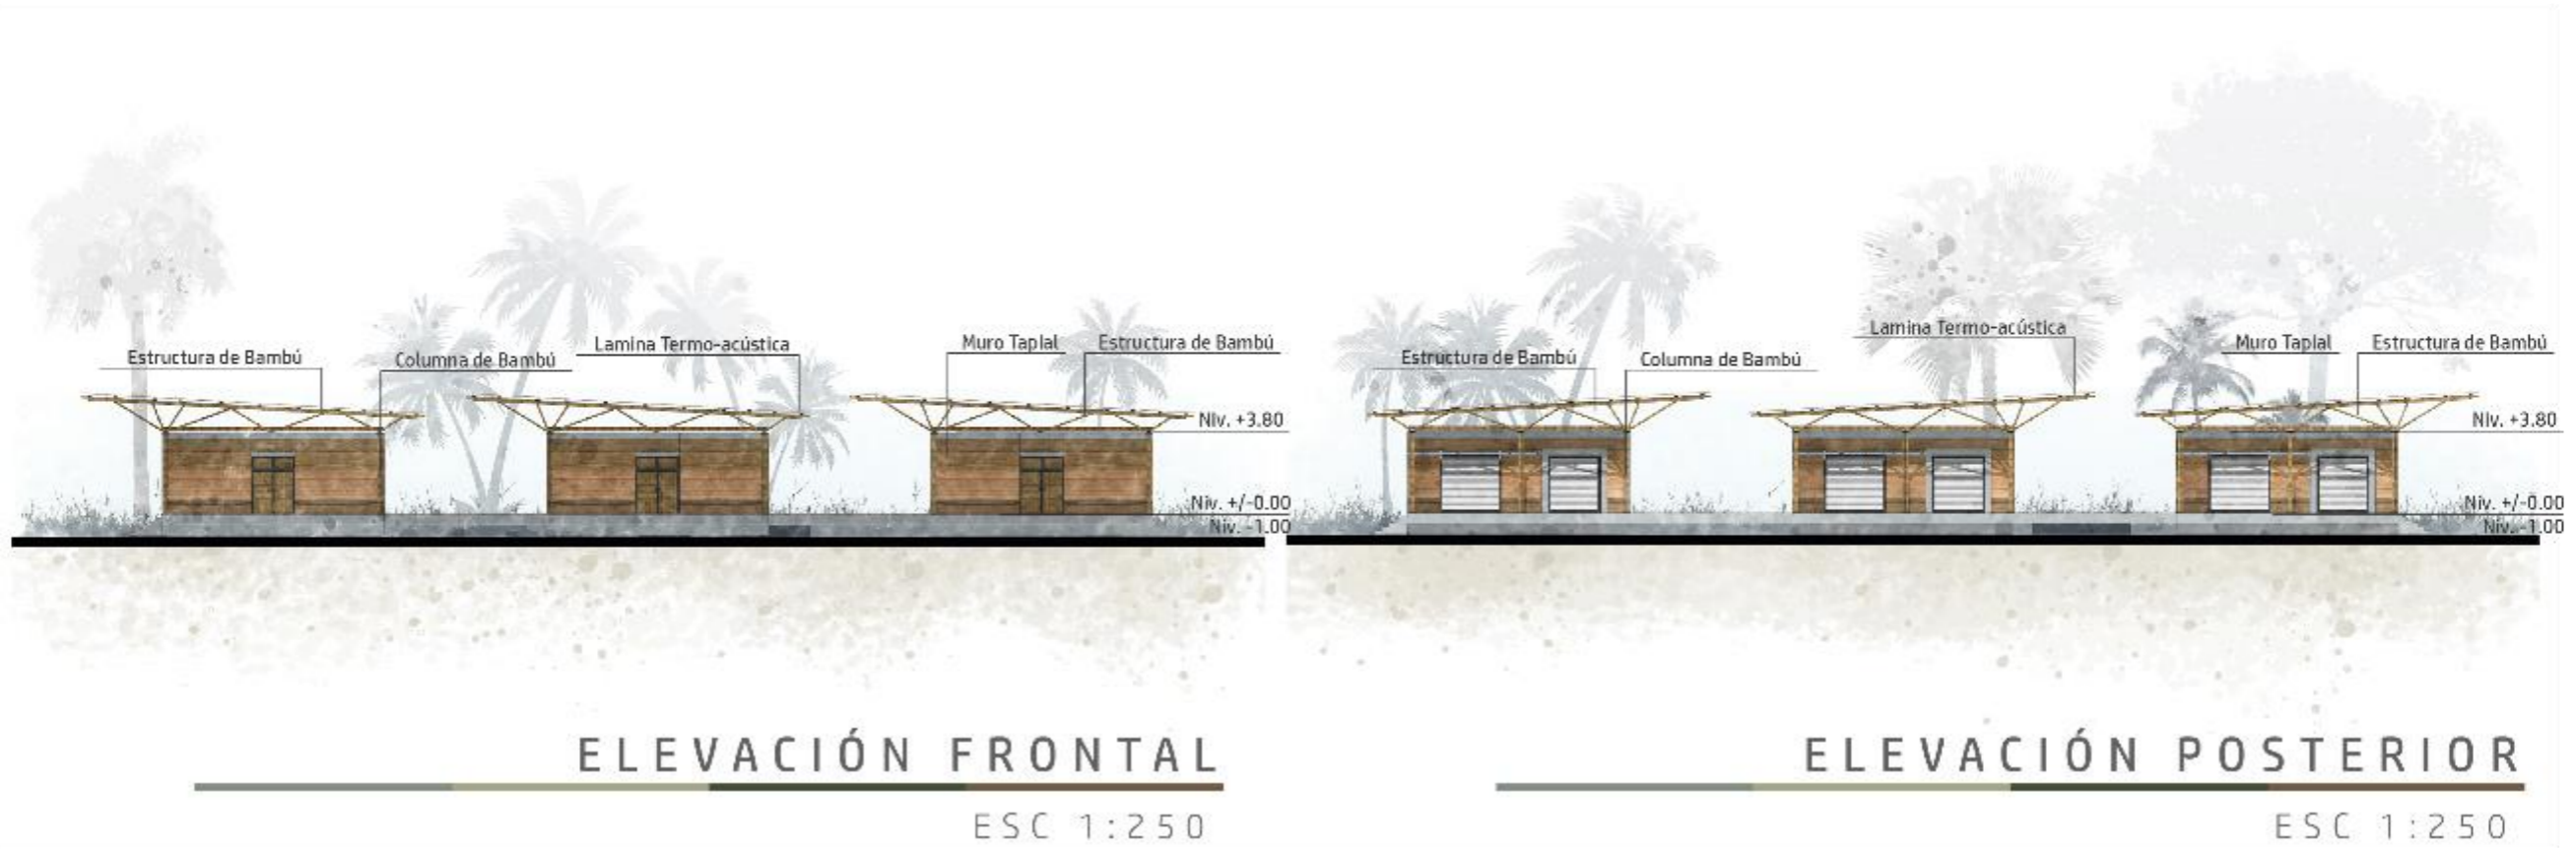 Estructura de Bambú
Columna de Bambú
Lamina Termo-acústica
Muro Tapial
Estructura de Bambú
Niv. +3.80
Niv. +/-0.00
Niv. -1.00
ELEVACIÓN FRONTAL
ESC 1:250
Estructura de Bambú
Columna de Bambú
Lamina Termo-acústica
Muro Tapial
Estructura de Bambú
Niv. +3.80
Niv. +/-0.00
Niv. -1.00
ELEVACIÓN POSTERIOR
ESC 1:250